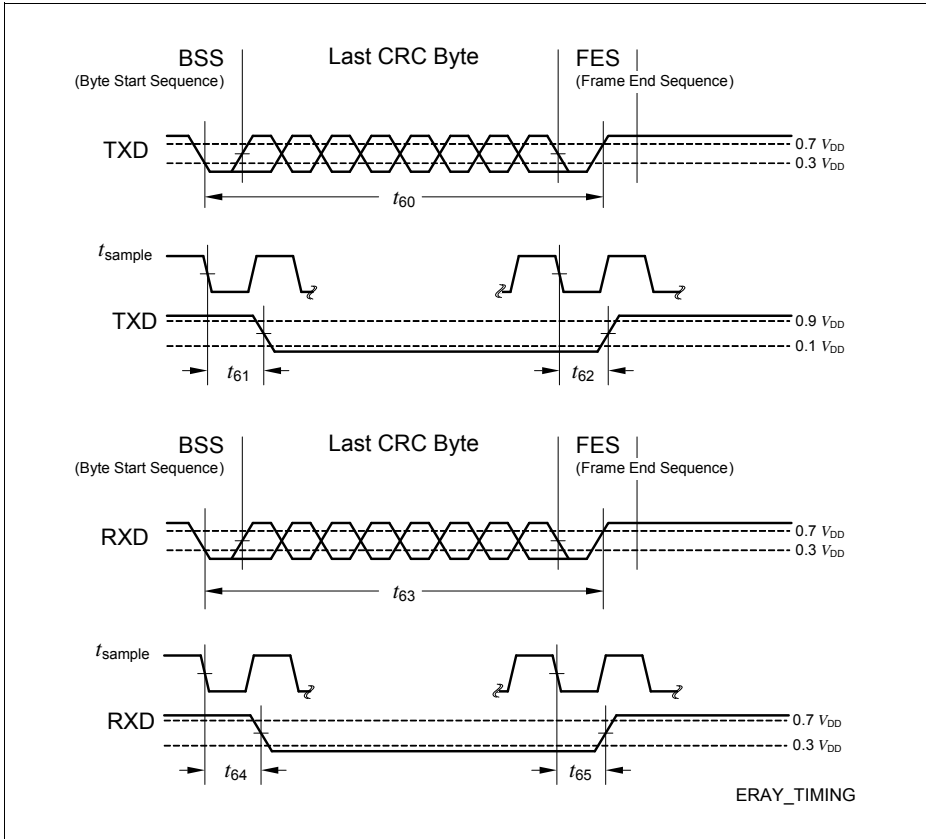 BSS
(Byte Start Sequence)
Last CRC Byte
FES
(Frame End Sequence)
TXD
0.7 VDD
0.3 VDD
t60
tsample
TXD
0.9 VDD
0.1 VDD
t61
t62
BSS
(Byte Start Sequence)
Last CRC Byte
FES
(Frame End Sequence)
RXD
0.7 VDD
0.3 VDD
t63
tsample
RXD
0.7 VDD
0.3 VDD
t64
t65
ERAY_TIMING